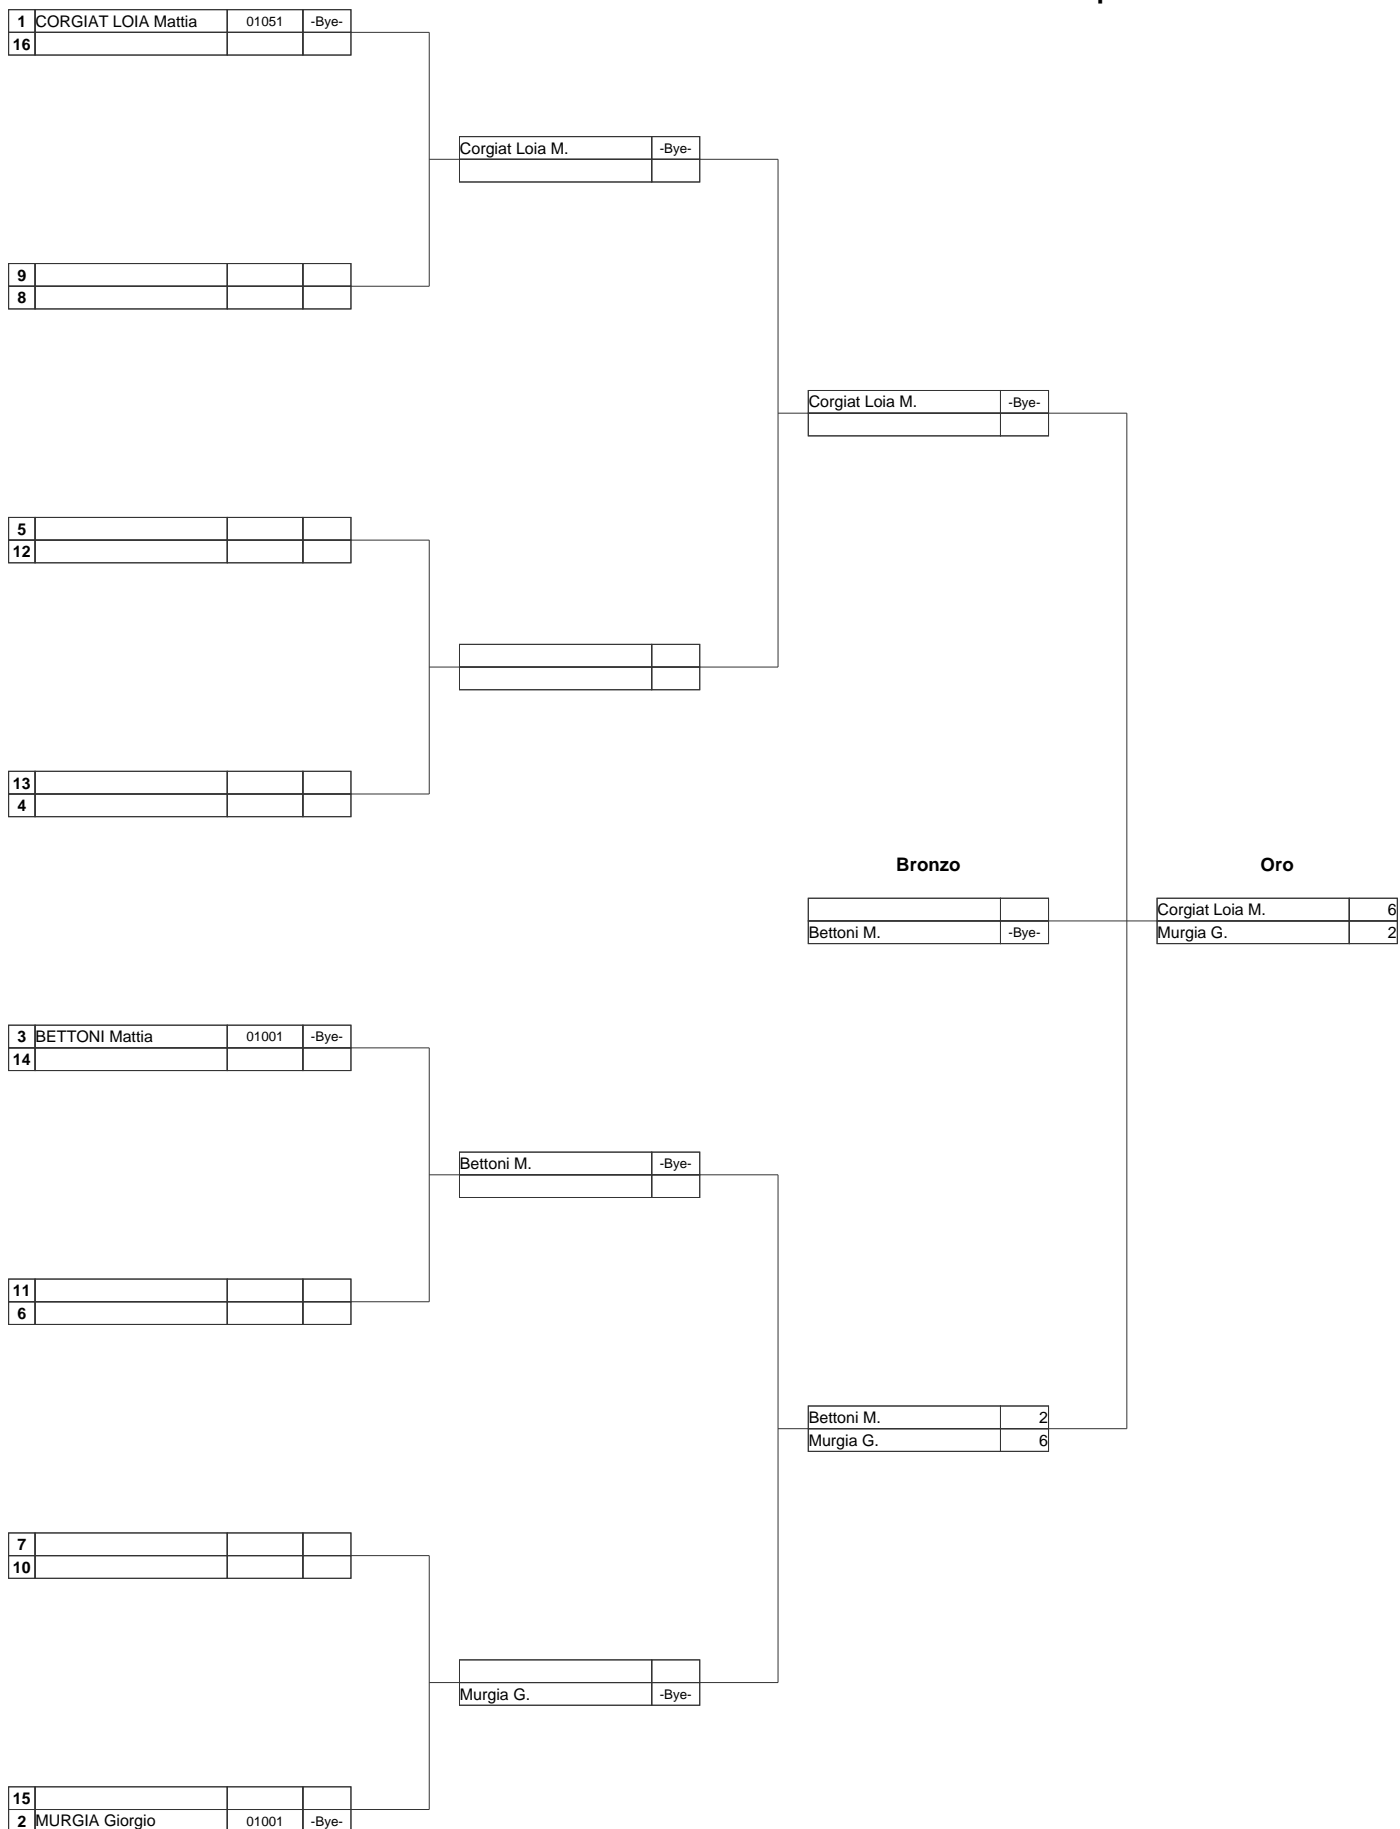 1 CORGIAT LOIA Mattia 01051 -Bye-
16
Corgiat Loia M. -Bye-
9
8
Corgiat Loia M. -Bye-
5
12
13
4
Bronzo Oro
Corgiat Loia M. 6
Bettoni M. -Bye- Murgia G. 2
3 BETTONI Mattia 01001 -Bye-
14
Bettoni M. -Bye-
11
6
Bettoni M. 2
Murgia G. 6
7
10
Murgia G. -Bye-
15
2 MURGIA Giorgio 01001 -Bye-